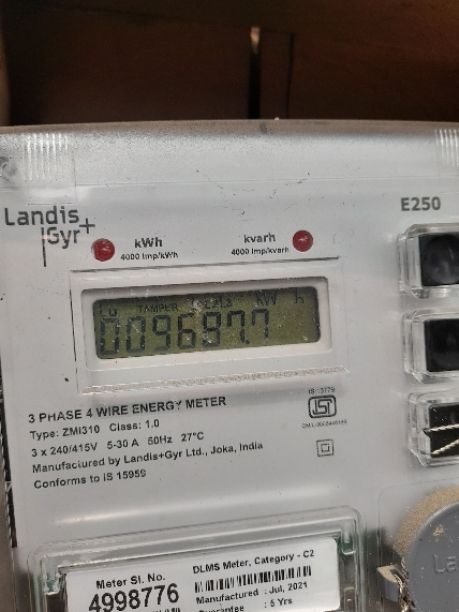 Landis
Gyr+
E250
kWh
4000 Imp/kWh
kvarh
4000 Imp/kvarh
TAMPER Total kW h
009687.7
3 PHASE 4 WIRE ENERGY METER
Type: ZMI310 Class: 1.0
3 x 240/415V 5-30 A 50Hz 27°C
Manufactured by Landis+Gyr Ltd., Joka, India
Conforms to IS 15959
ISI
Meter Sl. No.
4998776
DLMS Meter, Category - C2
Manufactured : Jul, 2021
Guarantee : 5 Yrs
La